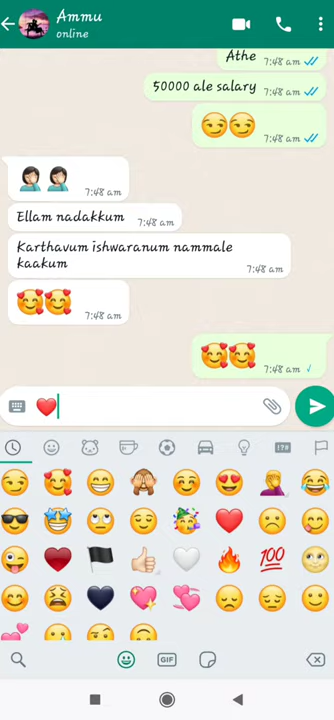 Ammu
online
Athe
7:48 am
50000 ale salary
7:48 am
7:48 am
7:48 am
Ellam nadakkum
7:48 am
Karthavum ishwaranum nammale
kaakum
7:48 am
7:48 am
7:48 am
!?#
100
GIF